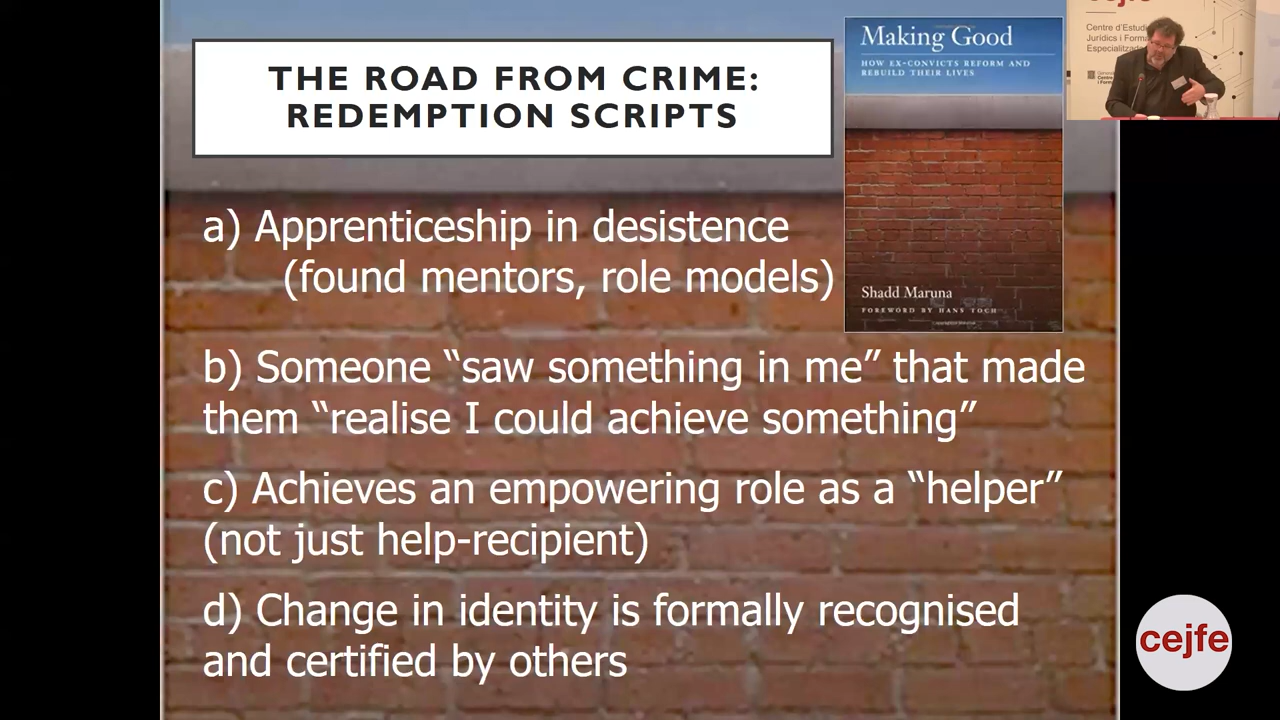 THE ROAD FROM CRIME:
REDEMPTION SCRIPTS
Making Good
HOW EX-CONVICTS REFORM AND
REBUILD THEIR LIVES
Shadd Maruna
FOREWORD BY HANS TOCH
a) Apprenticeship in desistence
(found mentors, role models)
b) Someone “saw something in me” that made
them “realise I could achieve something”
c) Achieves an empowering role as a “helper”
(not just help-recipient)
d) Change in identity is formally recognised
and certified by others
cejfe
Centre d'Estudi
Jurídics i Forma
Especialitzada
cejfe